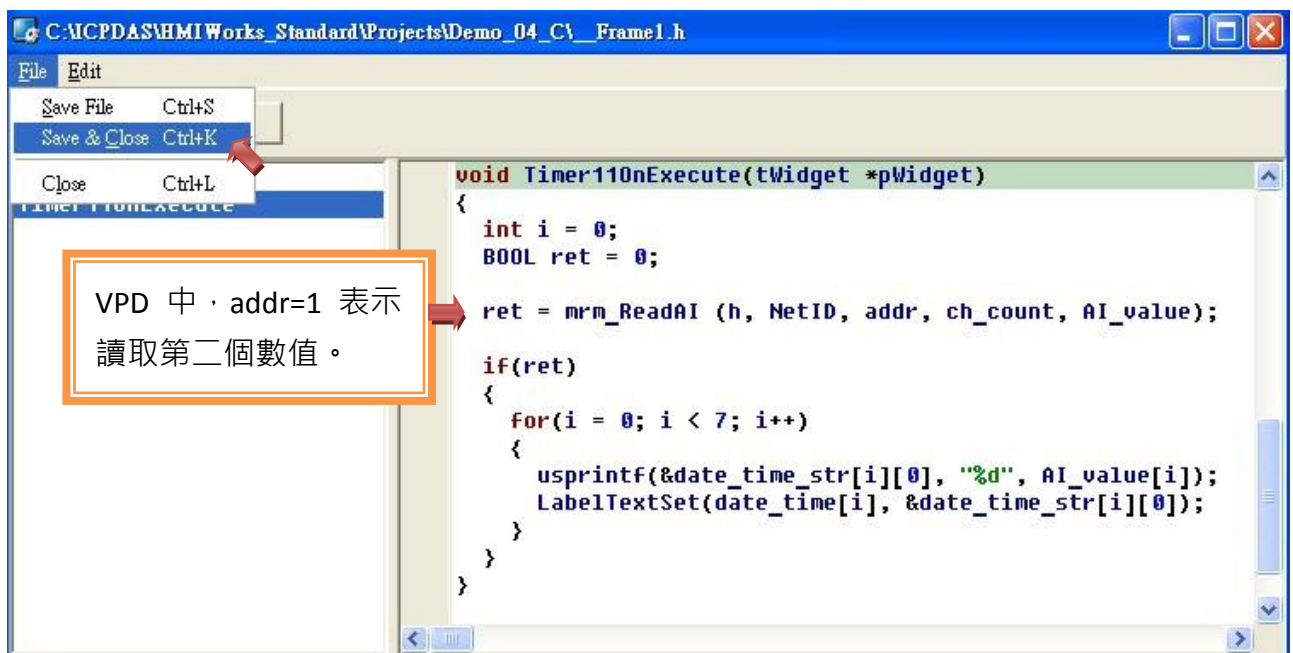 C:\ICPDAS\HMIWorks_Standard\Projects\Demo_04_C\__Frame1.h
File Edit
Save File Ctrl+S
Save & Close Ctrl+K
Close Ctrl+L
Timer11OnExecute
VPD 中，addr=1 表示
讀取第二個數值。
void Timer11OnExecute(tWidget *pWidget)
{
int i = 0;
BOOL ret = 0;
ret = mrm_ReadAI (h, NetID, addr, ch_count, AI_value);
if(ret)
{
for(i = 0; i < 7; i++)
{
usprintf(&date_time_str[i][0], "%d", AI_value[i]);
LabelTextSet(date_time[i], &date_time_str[i][0]);
}
}
}